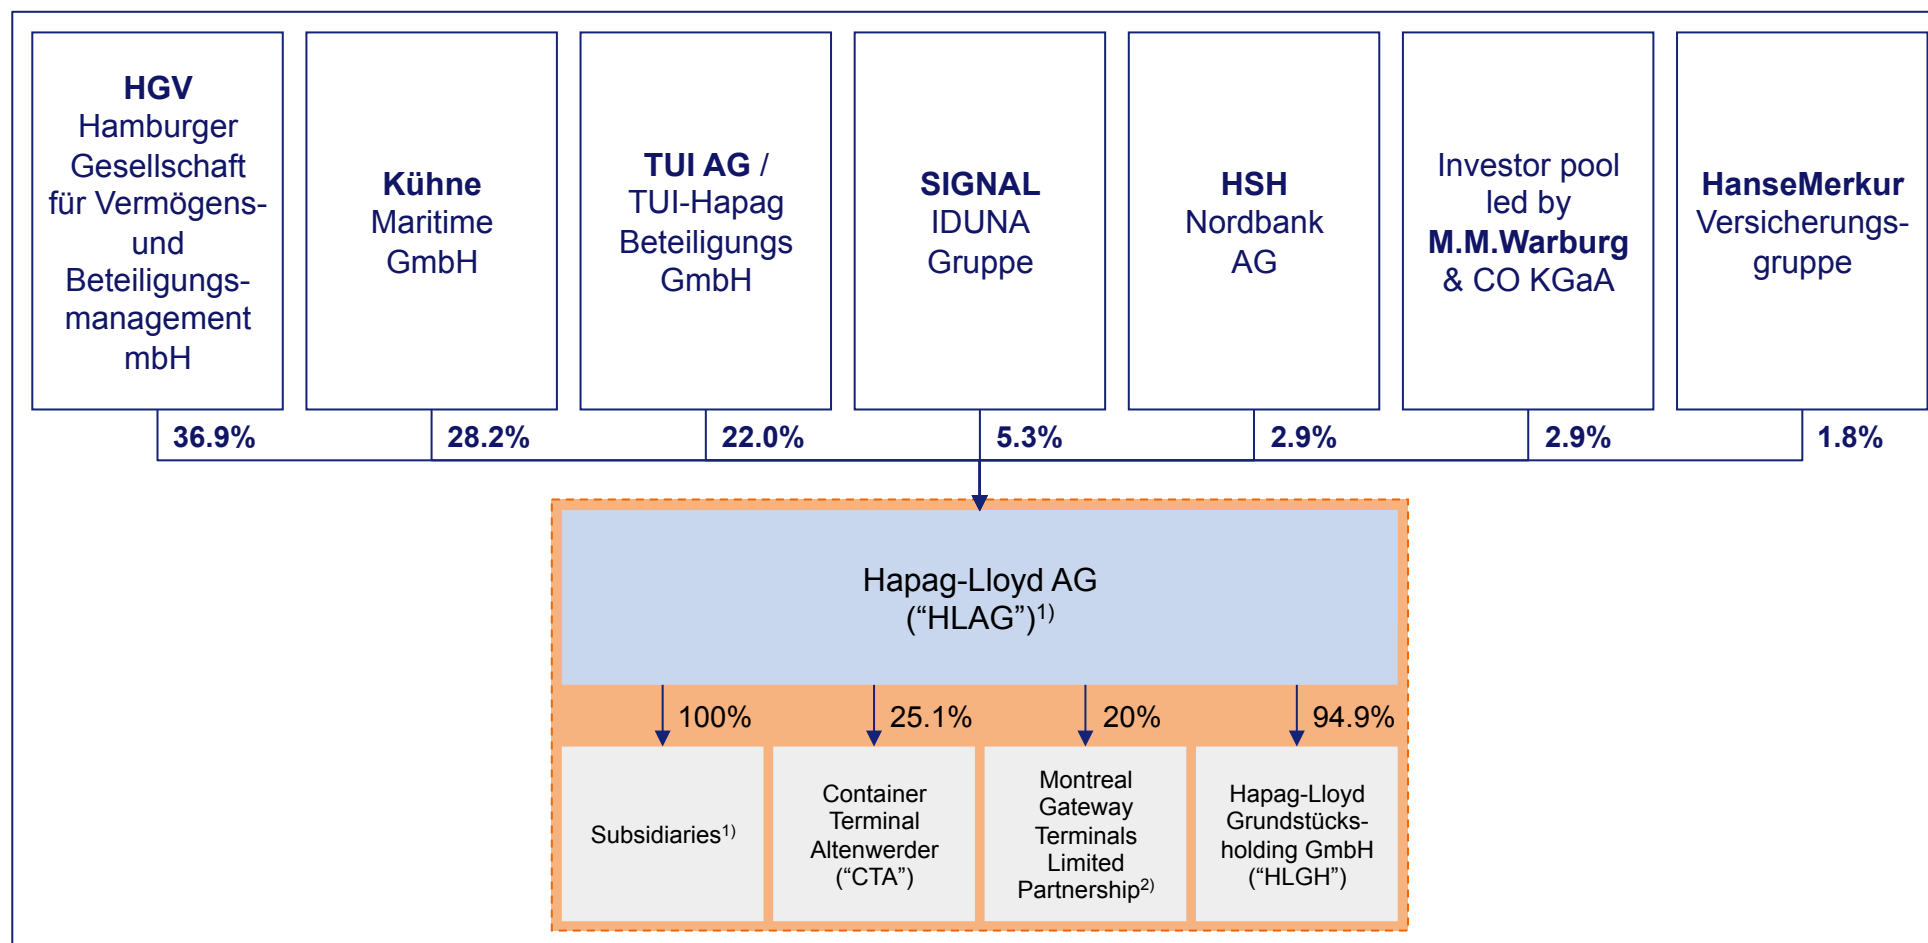 HGV
Hamburger
Gesellschaft
für Vermögens-
und
Beteiligungs-
management
mbH
Kühne
Maritime
GmbH
TUI AG /
TUI-Hapag
Beteiligungs
GmbH
SIGNAL
IDUNA
Gruppe
HSH
Nordbank
AG
Investor pool
led by
M.M.Warburg
& CO KGaA
HanseMerkur
Versicherungs-
gruppe
36.9%
28.2%
22.0%
5.3%
2.9%
2.9%
1.8%
Hapag-Lloyd AG
(“HLAG”)1)
100%
25.1%
20%
94.9%
Subsidiaries1)
Container
Terminal
Altenwerder
(“CTA”)
Montreal
Gateway
Terminals
Limited
Partnership2)
Hapag-Lloyd
Grundstücks-
holding GmbH
(“HLGH”)